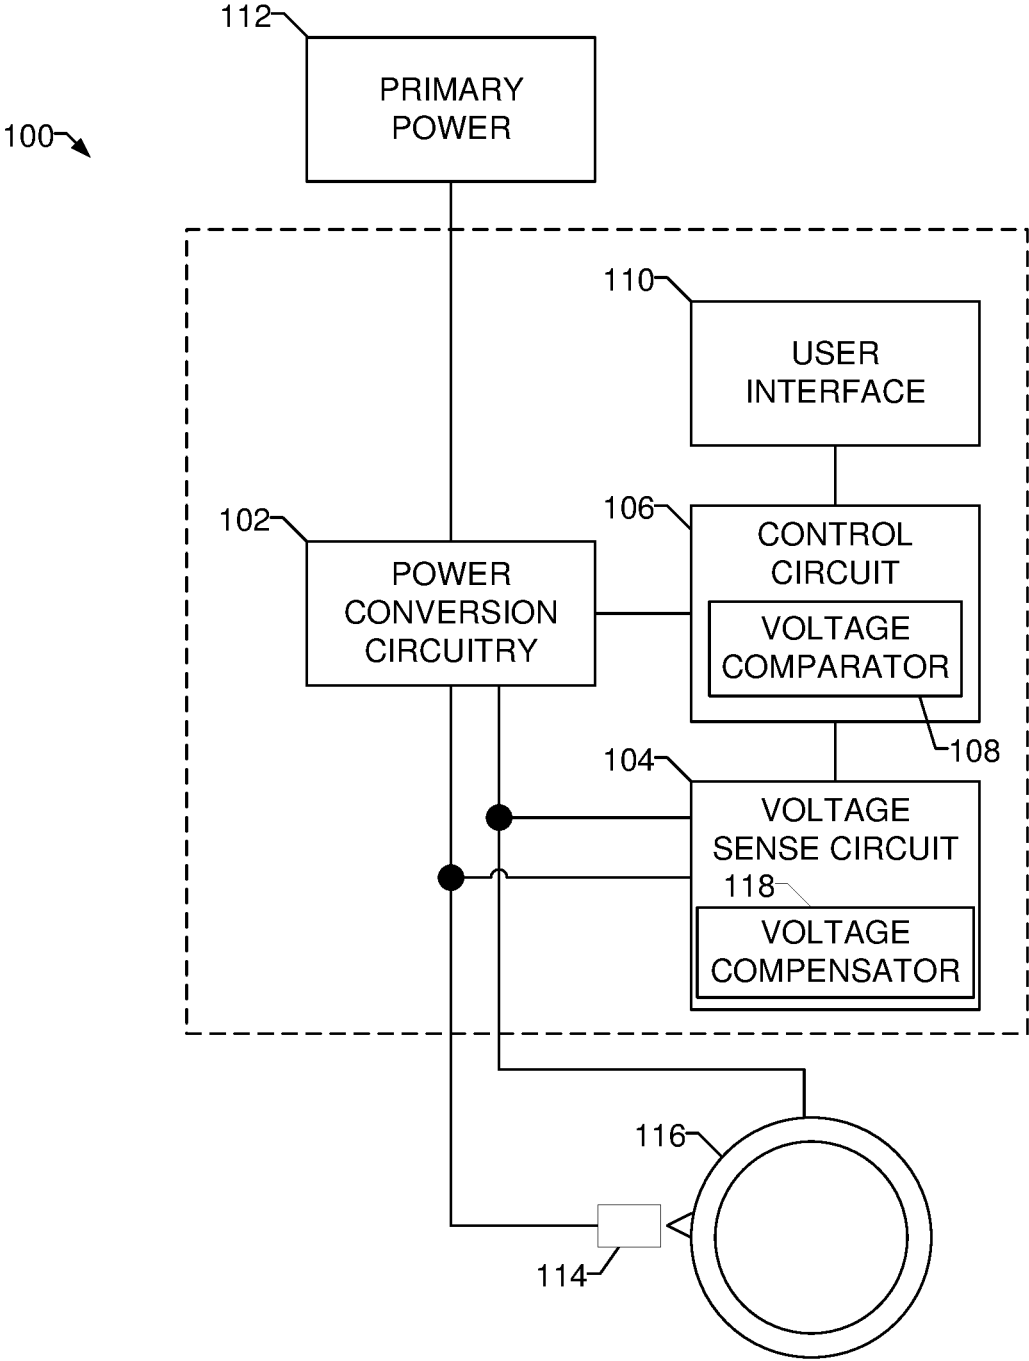 112
PRIMARY
POWER
100
110
USER
INTERFACE
102
106
CONTROL
CIRCUIT
POWER
CONVERSION
CIRCUITRY
VOLTAGE
COMPARATOR
108
104
VOLTAGE
SENSE CIRCUIT
118
VOLTAGE
COMPENSATOR
116
114